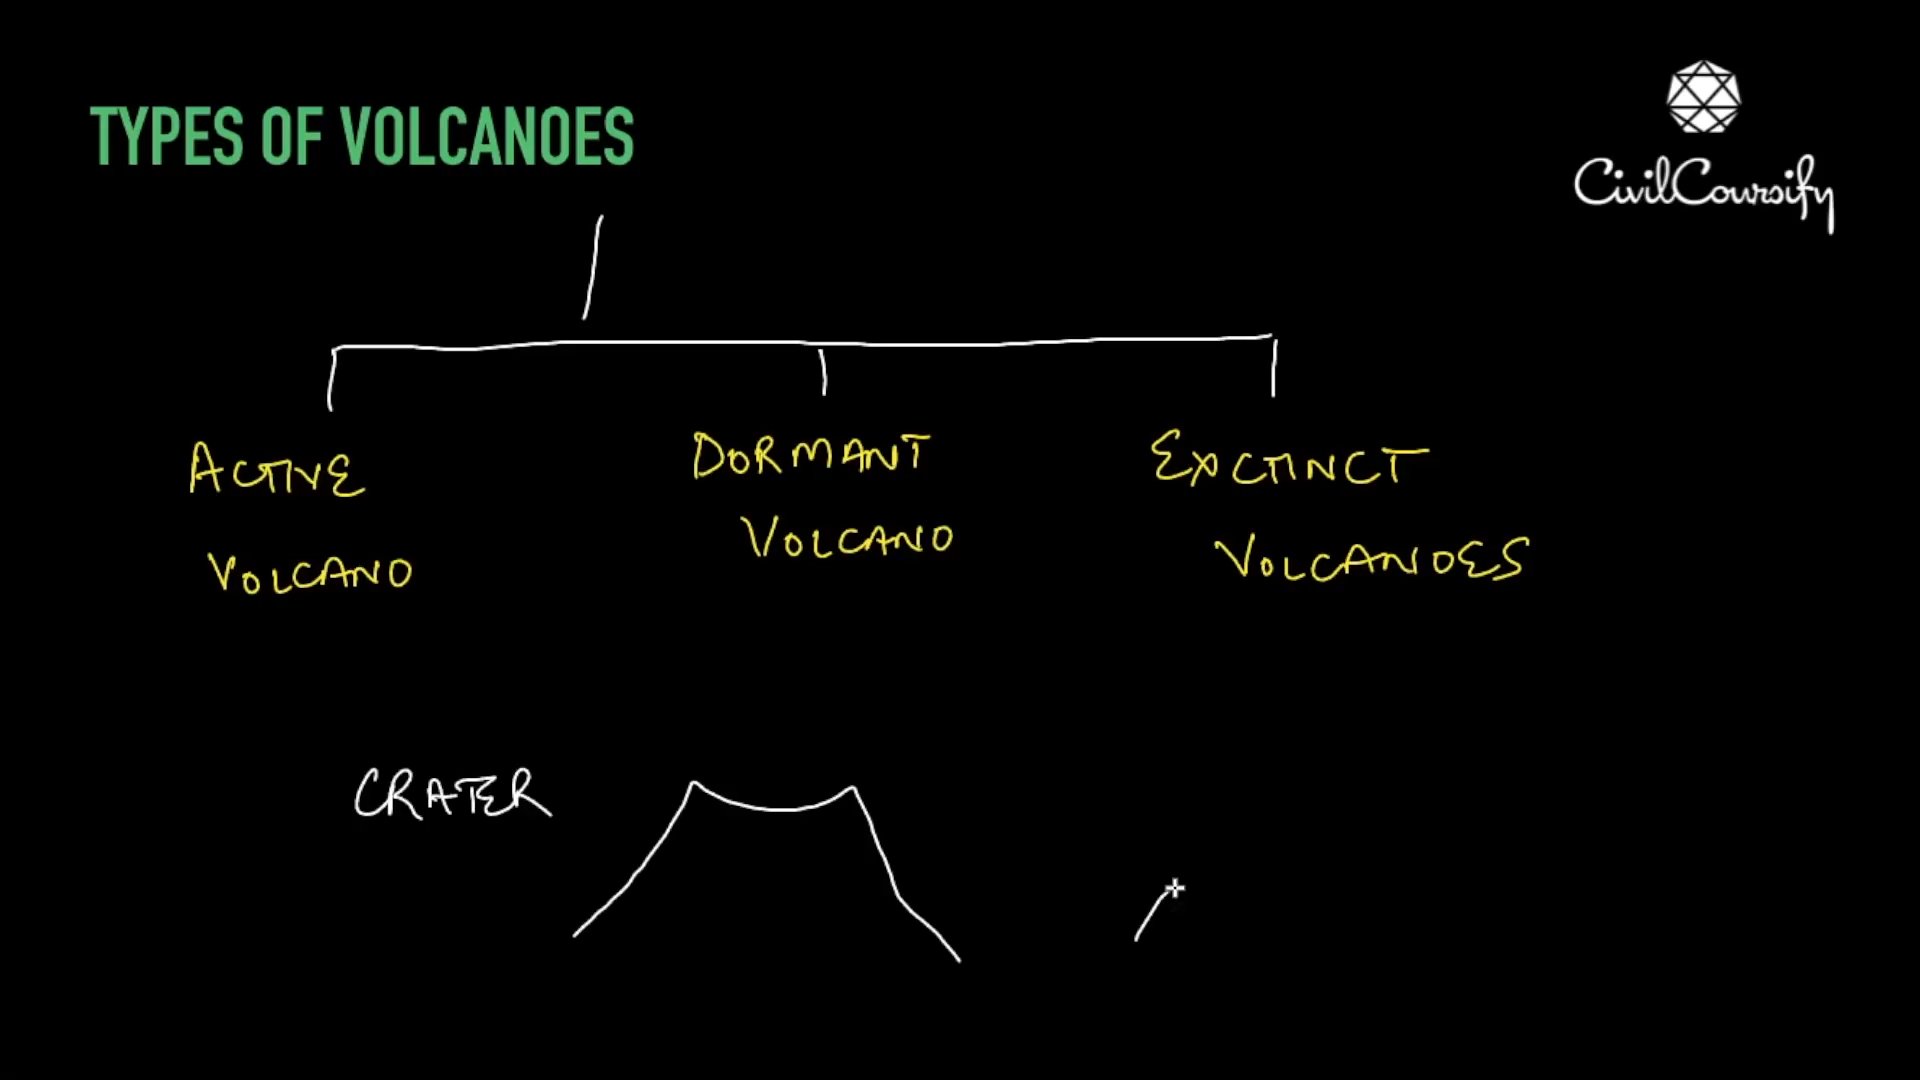 TYPES OF VOLCANOES
CivilCoursify
ACTIVE
VOLCANO
DORMANT
VOLCANO
EXCTINCT
VOLCANOES
CRATER